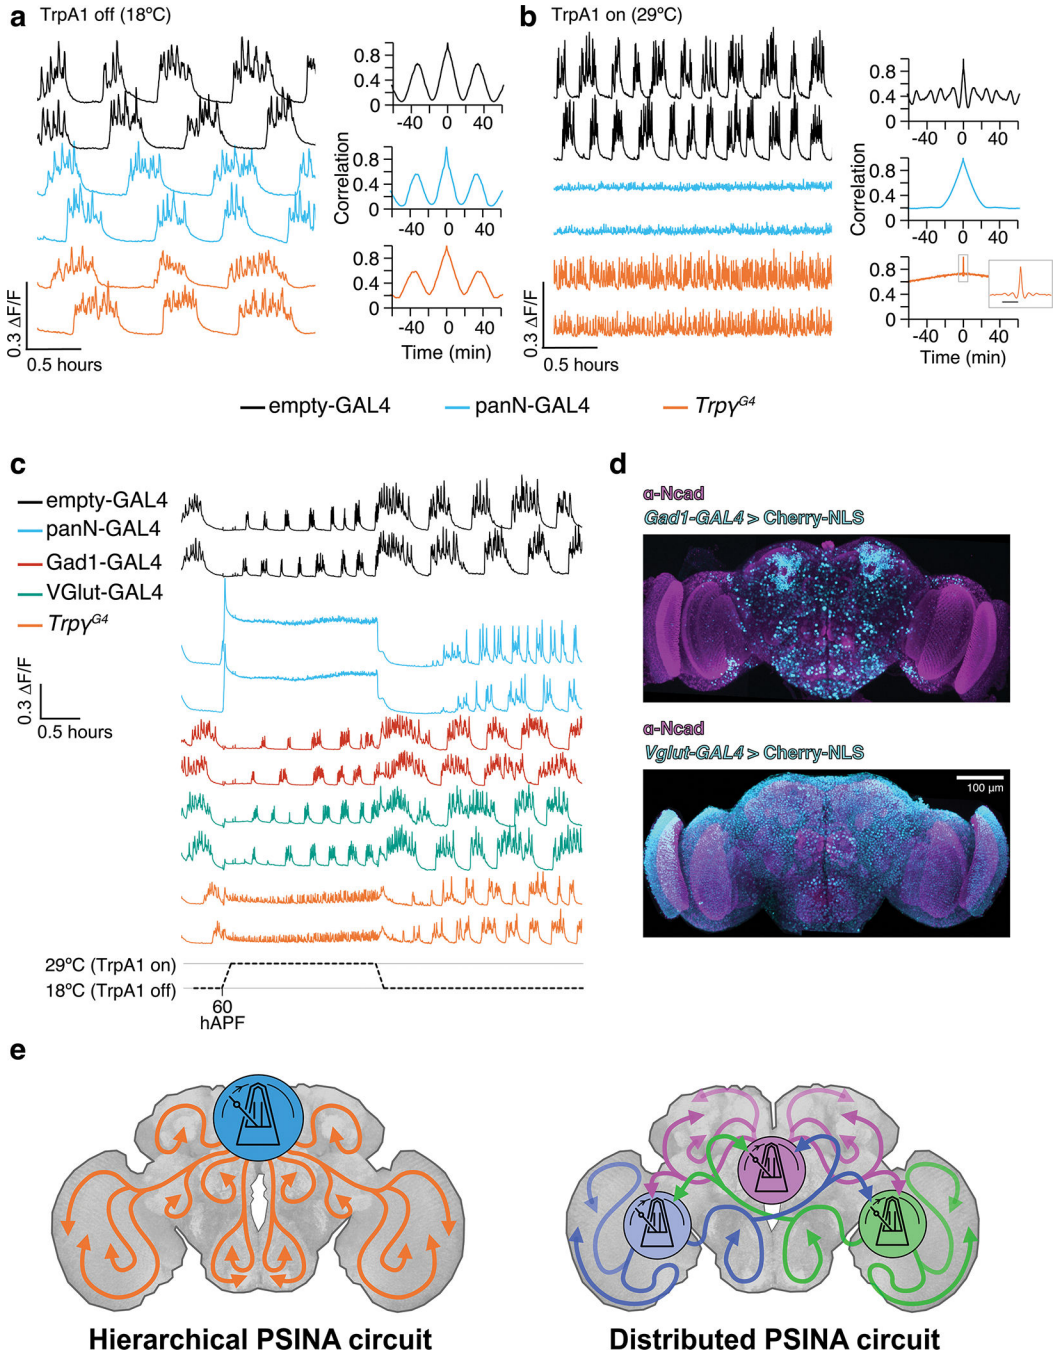 a TrpA1 off (18ºC)
0.8
0.4
0
-40 0 40
0.8
0.4
0
-40 0 40
0.8
0.4
0
-40 0 40
Correlation
Time (min)
0.3 ΔF/F
0.5 hours
b TrpA1 on (29ºC)
0.8
0.4
0
-40 0 40
0.8
0.4
0
-40 0 40
0.8
0.4
0
-40 0 40
Correlation
Time (min)
0.3 ΔF/F
0.5 hours
empty-GAL4 panN-GAL4 TrpγG4
c
empty-GAL4
panN-GAL4
Gad1-GAL4
VGlut-GAL4
TrpγG4
0.3 ΔF/F
0.5 hours
29ºC (TrpA1 on)
18ºC (TrpA1 off)
60
hAPF
d
α-Ncad
Gad1-GAL4 > Cherry-NLS
α-Ncad
Vglut-GAL4 > Cherry-NLS
100 µm
e
Hierarchical PSINA circuit
Distributed PSINA circuit